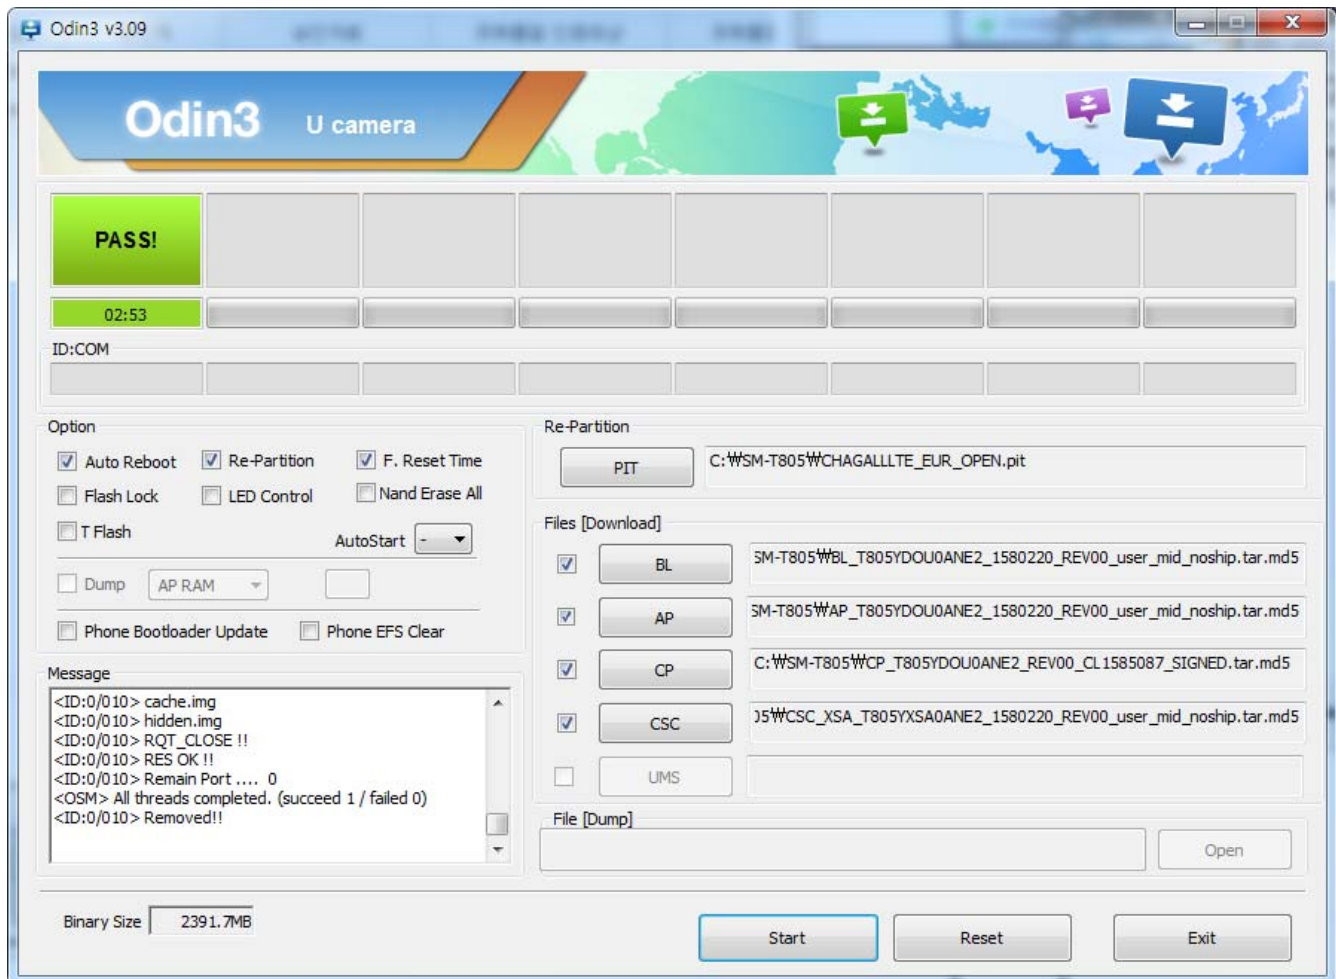 Odin3 v3.09
Odin3 U camera
PASS!
02:53
ID:COM
Option
Auto Reboot Re-Partition F. Reset Time
Flash Lock LED Control Nand Erase All
T Flash AutoStart -
Dump AP RAM
Phone Bootloader Update Phone EFS Clear
Message
<ID:0/010> cache.img
<ID:0/010> hidden.img
<ID:0/010> RQT_CLOSE !!
<ID:0/010> RES OK !!
<ID:0/010> Remain Port .... 0
<OSM> All threads completed. (succeed 1 / failed 0)
<ID:0/010> Removed!!
Re-Partition
PIT C:₩SM-T805₩CHAGALLLTE_EUR_OPEN.pit
Files [Download]
BL SM-T805₩BL_T805YDOU0ANE2_1580220_REV00_user_mid_noship.tar.md5
AP SM-T805₩AP_T805YDOU0ANE2_1580220_REV00_user_mid_noship.tar.md5
CP C:₩SM-T805₩CP_T805YDOU0ANE2_REV00_CL1585087_SIGNED.tar.md5
CSC 05₩CSC_XSA_T805YXSA0ANE2_1580220_REV00_user_mid_noship.tar.md5
UMS
File [Dump]
Open
Binary Size 2391.7MB
Start Reset Exit